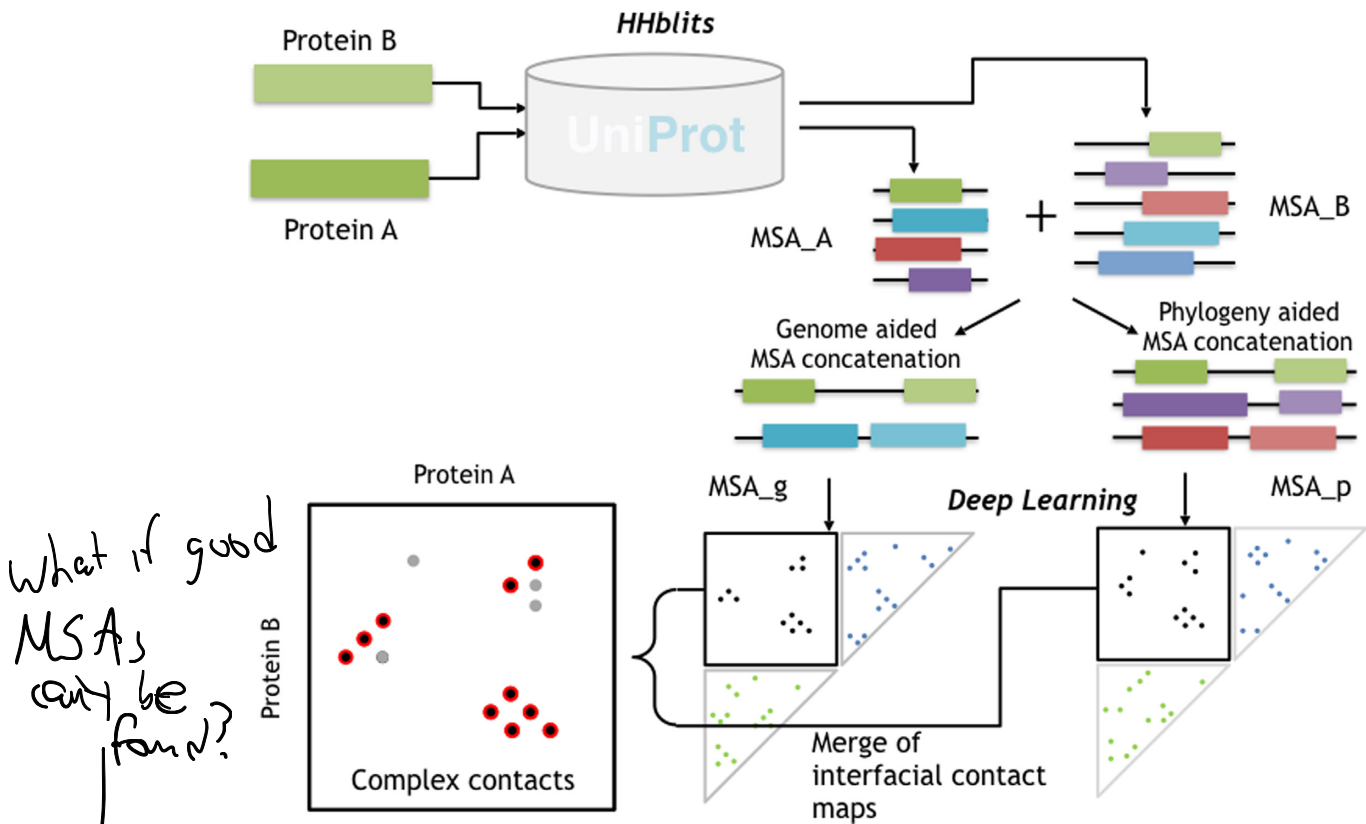 HHblits
Protein B
UniProt
Protein A
MSA_A
+
MSA_B
Genome aided
MSA concatenation
Phylogeny aided
MSA concatenation
MSA_g
Deep Learning
MSA_p
Protein A
Protein B
Complex contacts
Merge of
interfacial contact
maps
What if good
MSAs
can't be
found?